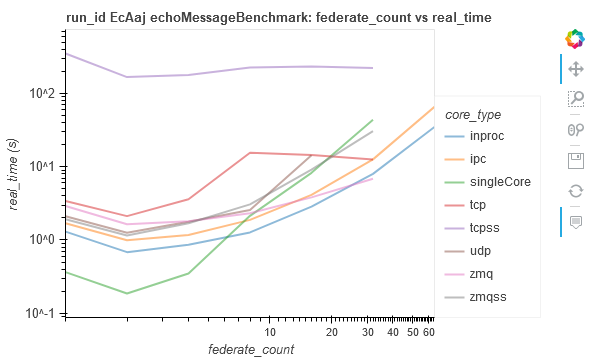 run_id EcAaj echoMessageBenchmark: federate_count vs real_time
real_time (s)
10^2
10^1
10^0
10^-1
10
20
30
40
50
60
federate_count
core_type
inproc
ipc
singleCore
tcp
tcpss
udp
zmq
zmqss